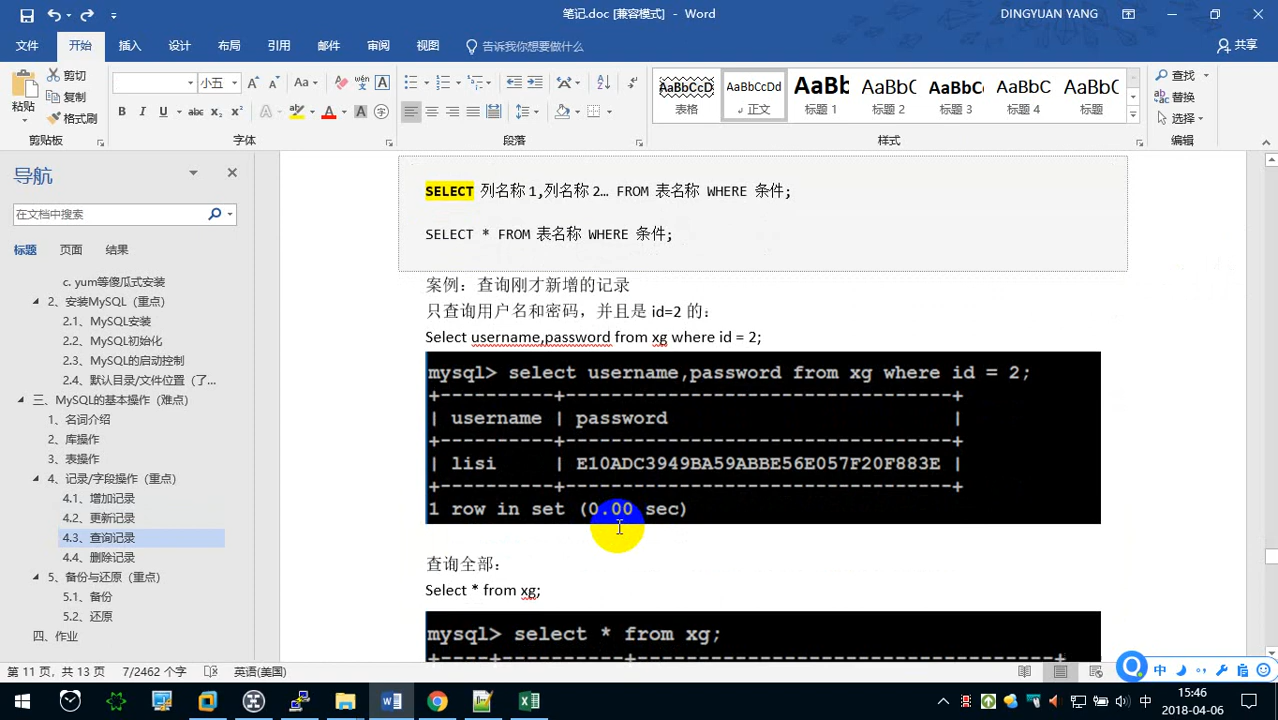 笔记.doc [兼容模式] - Word
DINGYUAN YANG
文件 开始 插入 设计 布局 引用 邮件 审阅 视图 告诉我你想要做什么 共享
粘贴 剪切 复制 格式刷
小五
AaBbCcD AaBbCcDd AaBb AaBbC AaBbC AaBbC AaBbC
表格 正文 标题 1 标题 2 标题 3 标题 4 标题
查找
替换
选择
剪贴板 字体 段落 样式 编辑
导航
在文档中搜索
标题 页面 结果
c. yum等傻瓜式安装
2、安装MySQL（重点）
2.1、MySQL安装
2.2、MySQL初始化
2.3、MySQL的启动控制
2.4、默认目录/文件位置（了...
三、MySQL的基本操作（难点）
1、名词介绍
2、库操作
3、表操作
4、记录/字段操作（重点）
4.1、增加记录
4.2、更新记录
4.3、查询记录
4.4、删除记录
5、备份与还原（重点）
5.1、备份
5.2、还原
四、作业
SELECT 列名称 1,列名称 2… FROM 表名称 WHERE 条件;
SELECT * FROM 表名称 WHERE 条件;
案例：查询刚才新增的记录
只查询用户名和密码，并且是 id=2 的：
Select username,password from xg where id = 2;
mysql> select username,password from xg where id = 2;
+----------+----------------------------------+
| username | password                         |
+----------+----------------------------------+
| lisi     | E10ADC3949BA59ABBE56E057F20F883E |
+----------+----------------------------------+
1 row in set (0.00 sec)
查询全部：
Select * from xg;
mysql> select * from xg;
第 11 页，共 13 页 7/2462 个字 英语(美国)
中
中
15:46
2018-04-06